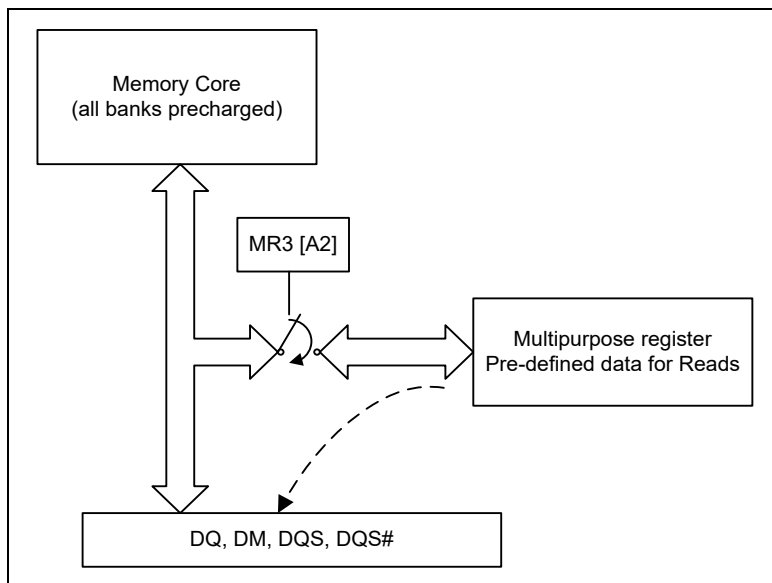 Memory Core
(all banks precharged)
MR3 [A2]
Multipurpose register
Pre-defined data for Reads
DQ, DM, DQS, DQS#